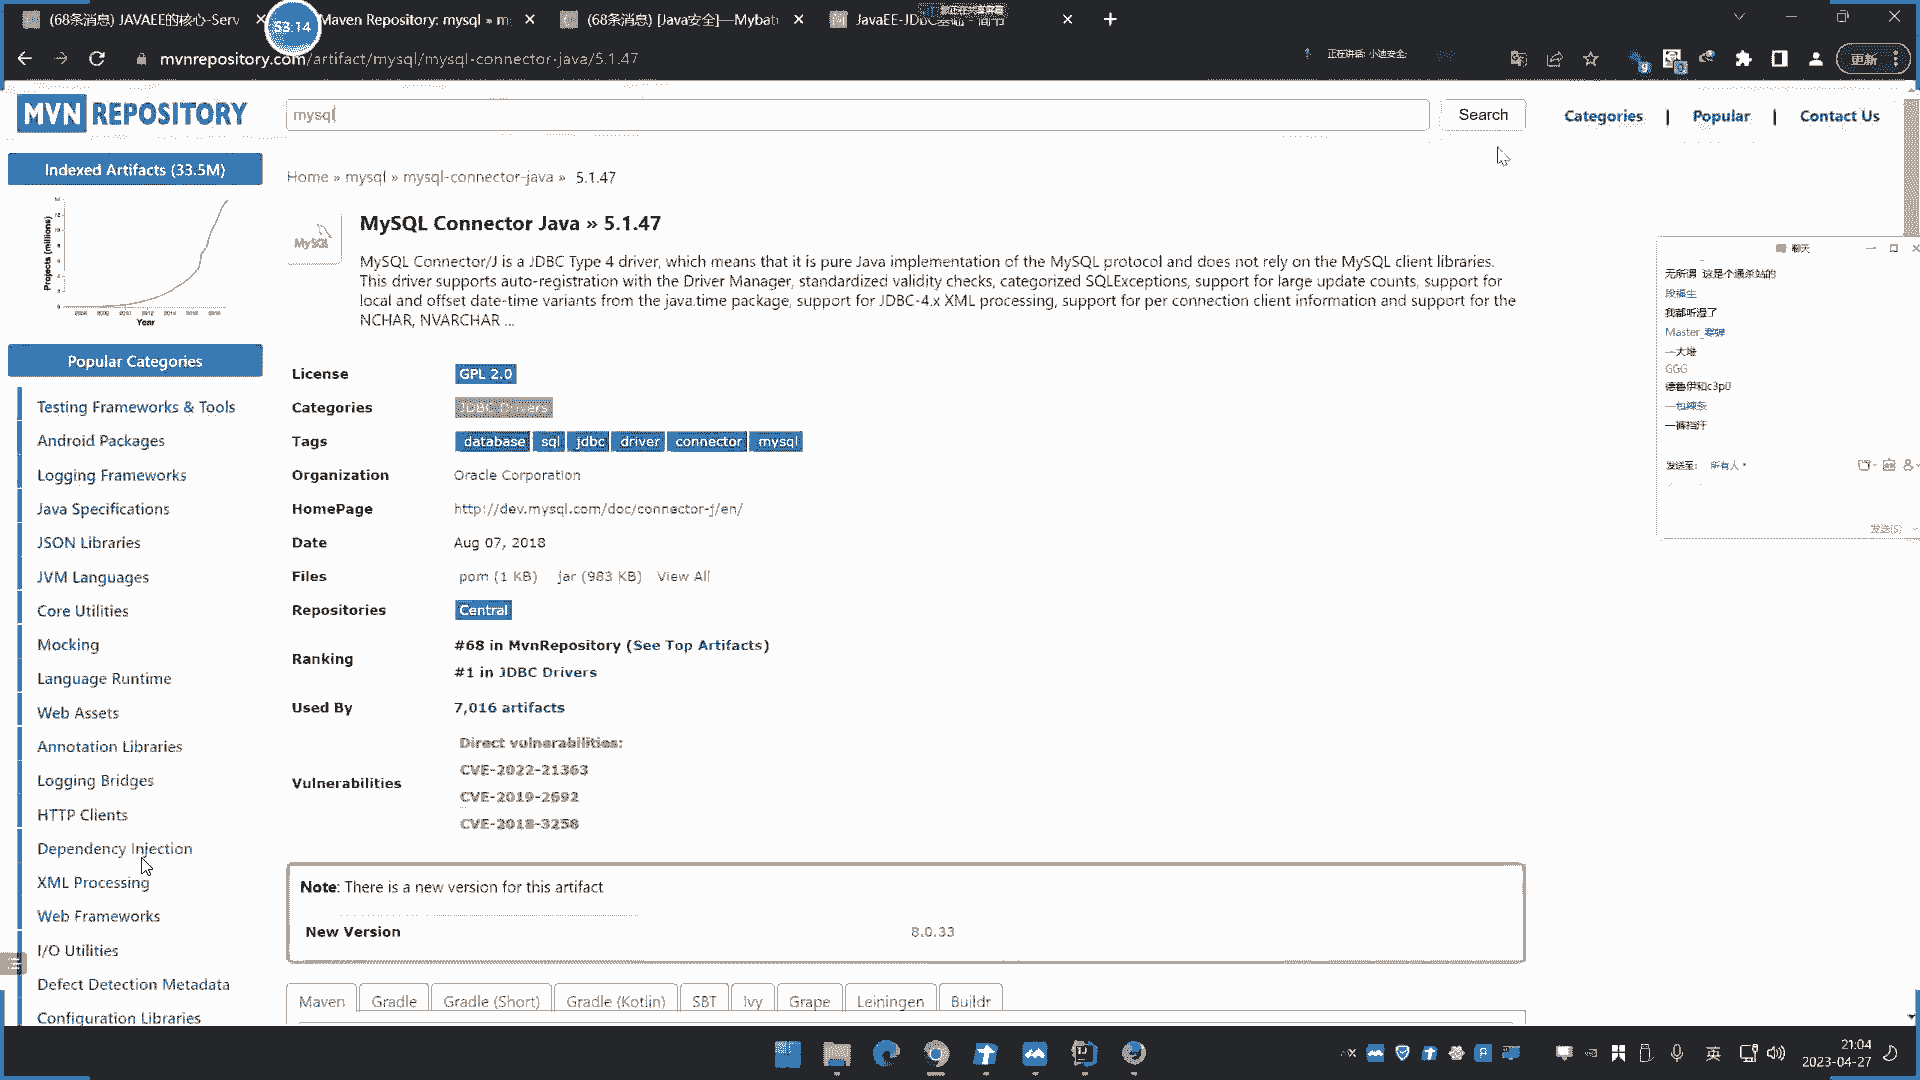 (68条消息) JAVAEE的核心-Serv
53:14
Maven Repository: mysql » m
(68条消息) [Java安全]—Mybat
JavaEE-JDBC基础 - 简书
mvnrepository.com/artifact/mysql/mysql-connector-java/5.1.47
正在讲话: 小迪安全;
9
更新
MVN REPOSITORY
mysql
Search
Categories | Popular | Contact Us
Indexed Artifacts (33.5M)
Projects (millions)
Year
Popular Categories
Testing Frameworks & Tools
Android Packages
Logging Frameworks
Java Specifications
JSON Libraries
JVM Languages
Core Utilities
Mocking
Language Runtime
Web Assets
Annotation Libraries
Logging Bridges
HTTP Clients
Dependency Injection
XML Processing
Web Frameworks
I/O Utilities
Defect Detection Metadata
Configuration Libraries
Home » mysql » mysql-connector-java » 5.1.47
MySQL
MySQL Connector Java » 5.1.47
MySQL Connector/J is a JDBC Type 4 driver, which means that it is pure Java implementation of the MySQL protocol and does not rely on the MySQL client libraries.
This driver supports auto-registration with the Driver Manager, standardized validity checks, categorized SQLExceptions, support for large update counts, support for
local and offset date-time variants from the java.time package, support for JDBC-4.x XML processing, support for per connection client information and support for the
NCHAR, NVARCHAR ...
License GPL 2.0
Categories JDBC Drivers
Tags database sql jdbc driver connector mysql
Organization Oracle Corporation
HomePage http://dev.mysql.com/doc/connector-j/en/
Date Aug 07, 2018
Files pom (1 KB) jar (983 KB) View All
Repositories Central
Ranking #68 in MvnRepository (See Top Artifacts)
#1 in JDBC Drivers
Used By 7,016 artifacts
Vulnerabilities Direct vulnerabilities:
CVE-2022-21363
CVE-2019-2692
CVE-2018-3258
Note: There is a new version for this artifact
New Version 8.0.33
Maven Gradle Gradle (Short) Gradle (Kotlin) SBT Ivy Grape Leiningen Buildr
聊天
无所谓 这是个通杀站的
段福生
我都听湿了
一大堆
GGG
德鲁伊和c3p0
一包辣条
一裤裆汗
发送至: 所有人
发送(S)
英
21:04
2023-04-27